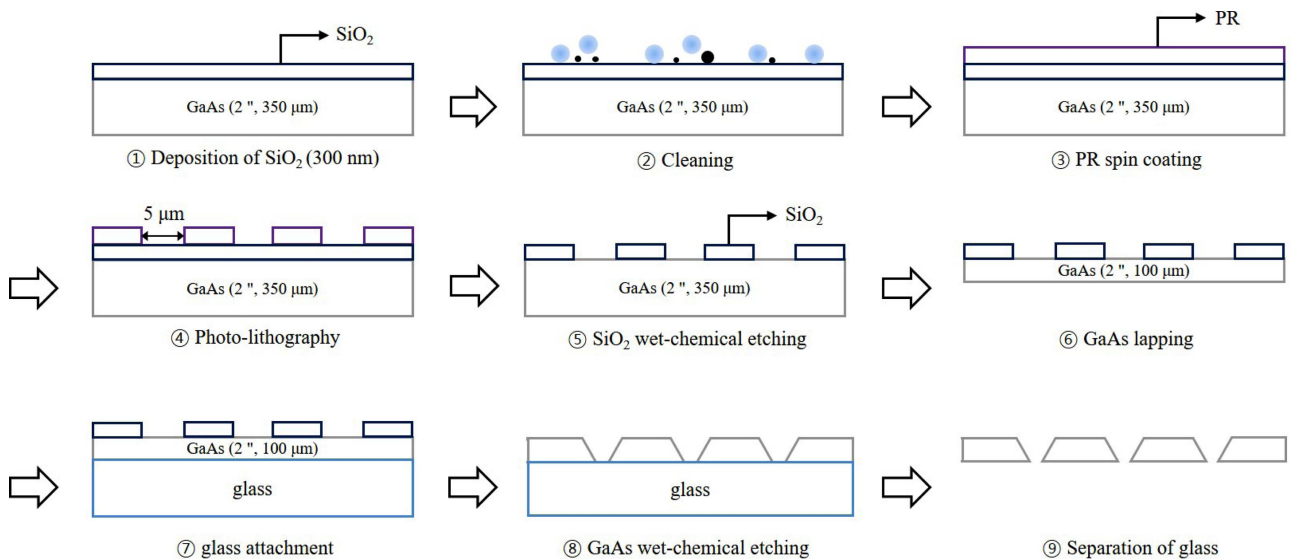 SiO₂
GaAs (2 ", 350 μm)
① Deposition of SiO₂ (300 nm)
GaAs (2 ", 350 μm)
② Cleaning
PR
GaAs (2 ", 350 μm)
③ PR spin coating
5 μm
GaAs (2 ", 350 μm)
④ Photo-lithography
SiO₂
GaAs (2 ", 350 μm)
⑤ SiO₂ wet-chemical etching
GaAs (2 ", 100 μm)
⑥ GaAs lapping
GaAs (2 ", 100 μm)
glass
⑦ glass attachment
glass
⑧ GaAs wet-chemical etching
⑨ Separation of glass